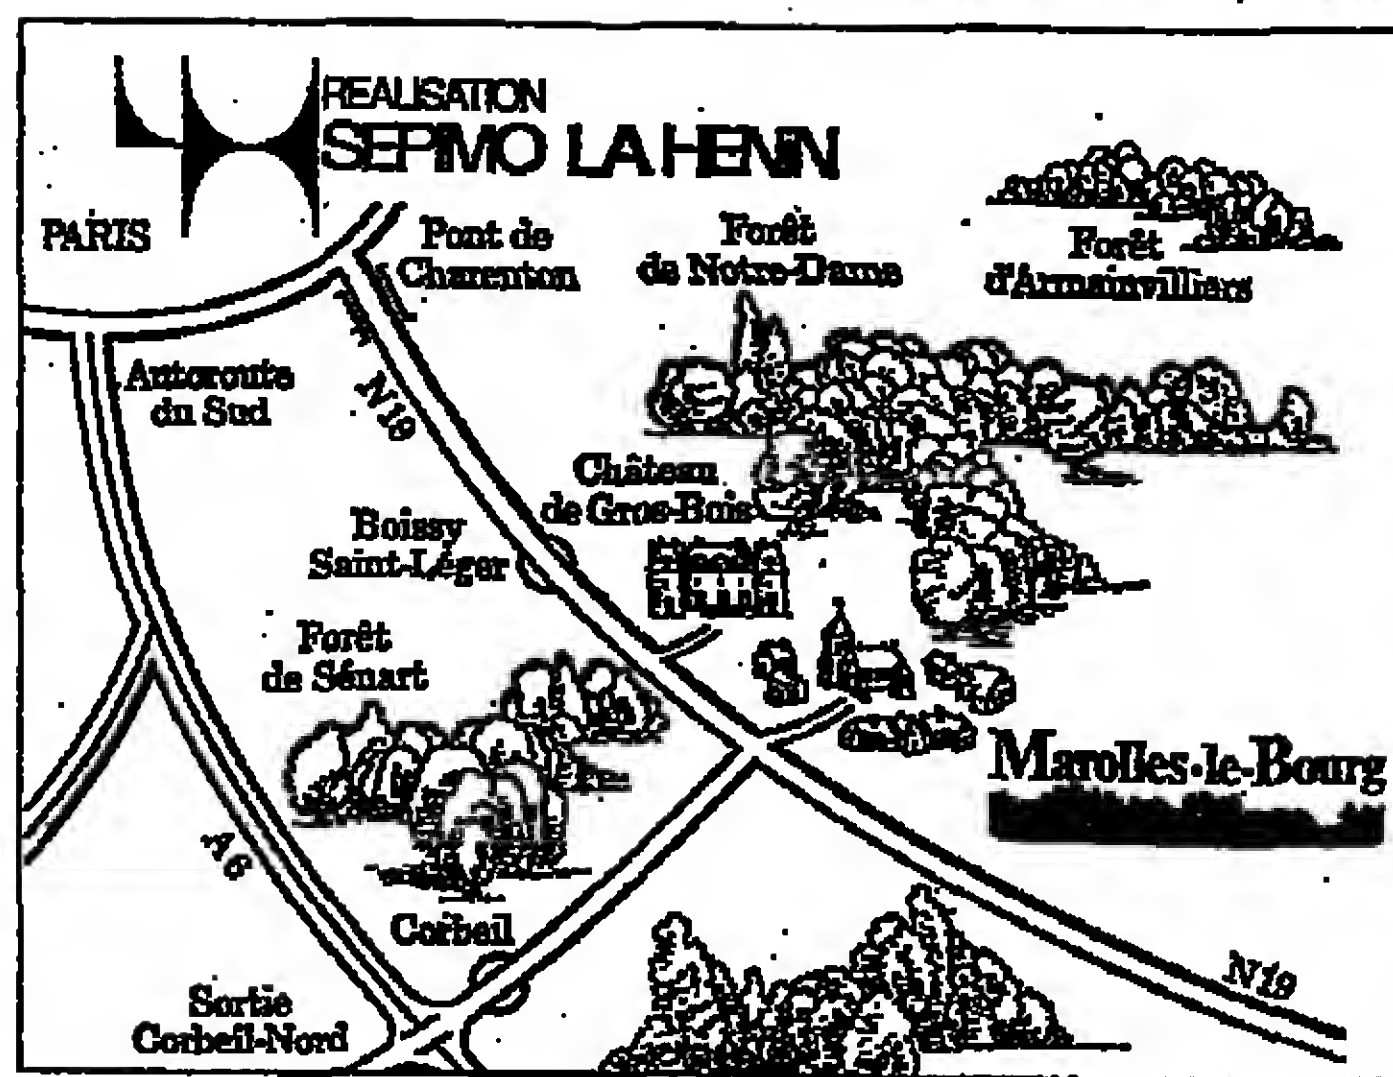 REALISATION
SEPIMO LA HENIN
PARIS
Pont de
Charenton
Forêt
de Notre-Dame
Forêt
d'Armainvilliers
Autoroute
du Sud
N19
Château
de Gros-Bois
Boissy
Saint-Léger
Forêt
de Sénart
Marolles-le-Bourg
A6
Corbeil
N19
Sortie
Corbeil-Nord